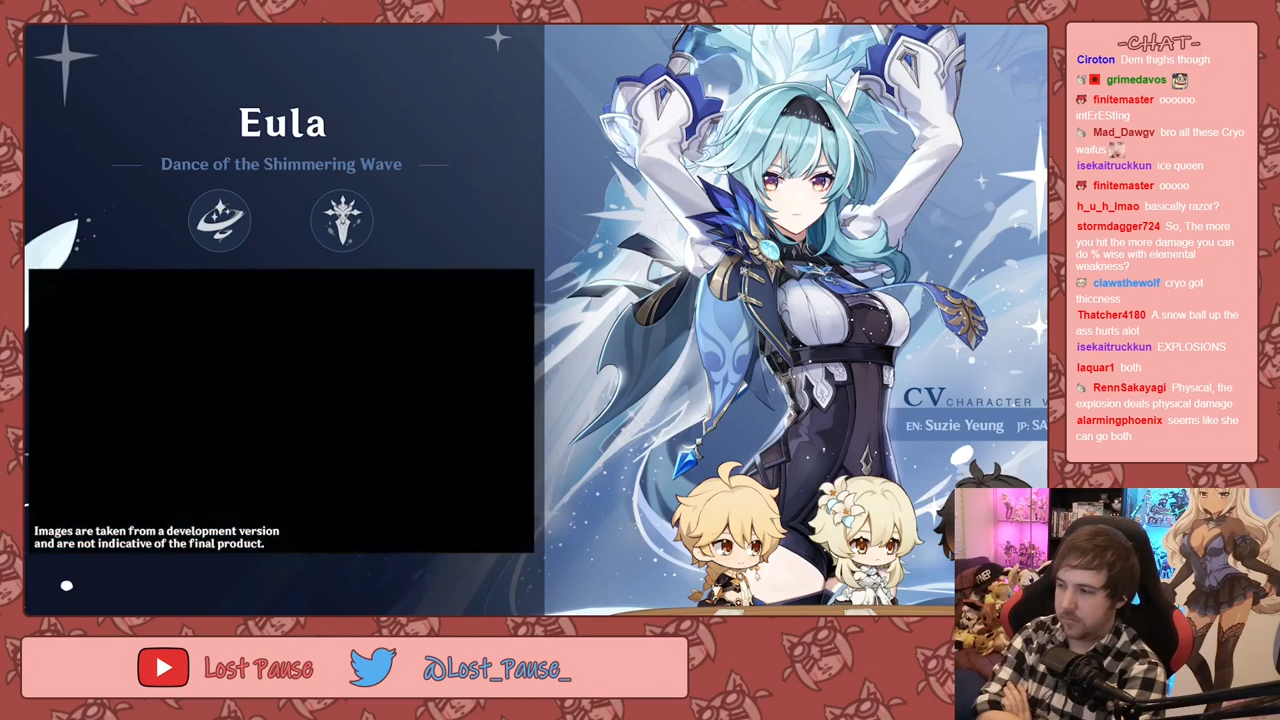 Eula
Dance of the Shimmering Wave
Images are taken from a development version
and are not indicative of the final product.
CV CHARACTER V
EN: Suzie Yeung JP: SA
-CHAT-
Ciroton Dem thighs though
grimedavos
finitemaster oooooo
intErEStIng
Mad_Dawgv bro all these Cryo
waifus
isekaitruckkun ice queen
finitemaster ooooo
h_u_h_lmao basically razor?
stormdagger724 So, The more
you hit the more damage you can
do % wise with elemental
weakness?
clawsthewolf cryo got
thiccness
Thatcher4180 A snow ball up the
ass hurts alot
isekaitruckkun EXPLOSIONS
laquar1 both
RennSakayagi Physical, the
explosion deals physical damage
alarmingphoenix seems like she
can go both
NEP
Lost Pause
@Lost_Pause_